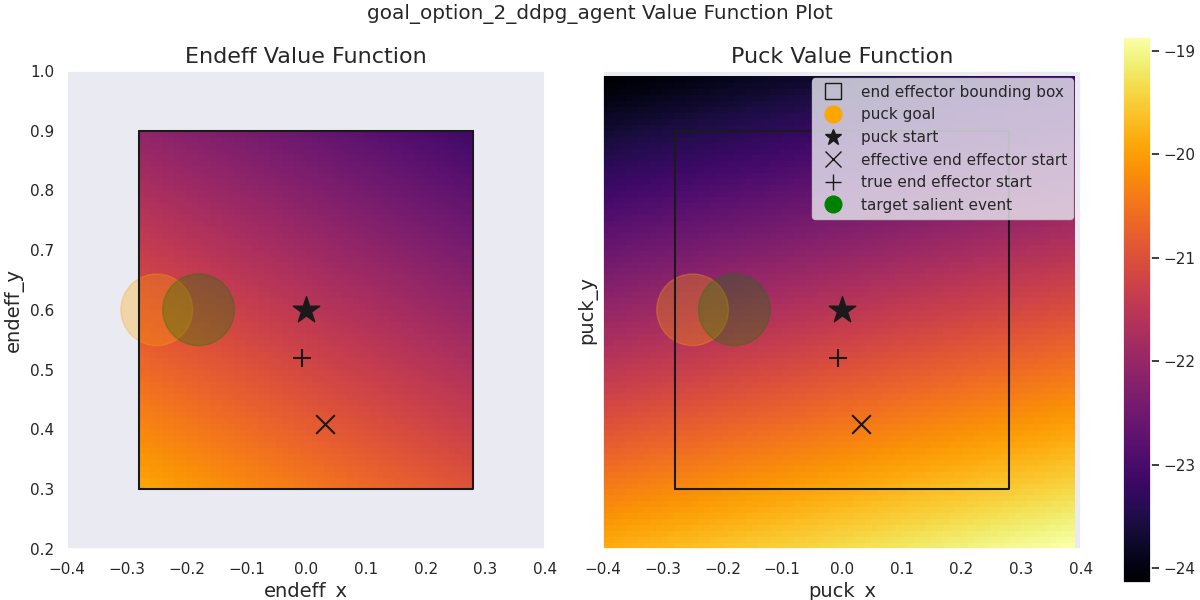 goal_option_2_ddpg_agent Value Function Plot
Endeff Value Function
1.0
0.9
0.8
0.7
0.6
0.5
0.4
0.3
0.2
endeff_y
−0.4 −0.3 −0.2 −0.1 0.0 0.1 0.2 0.3 0.4
endeff_x
Puck Value Function
end effector bounding box
puck goal
puck start
effective end effector start
true end effector start
target salient event
puck_y
−0.4 −0.3 −0.2 −0.1 0.0 0.1 0.2 0.3 0.4
puck_x
−19
−20
−21
−22
−23
−24